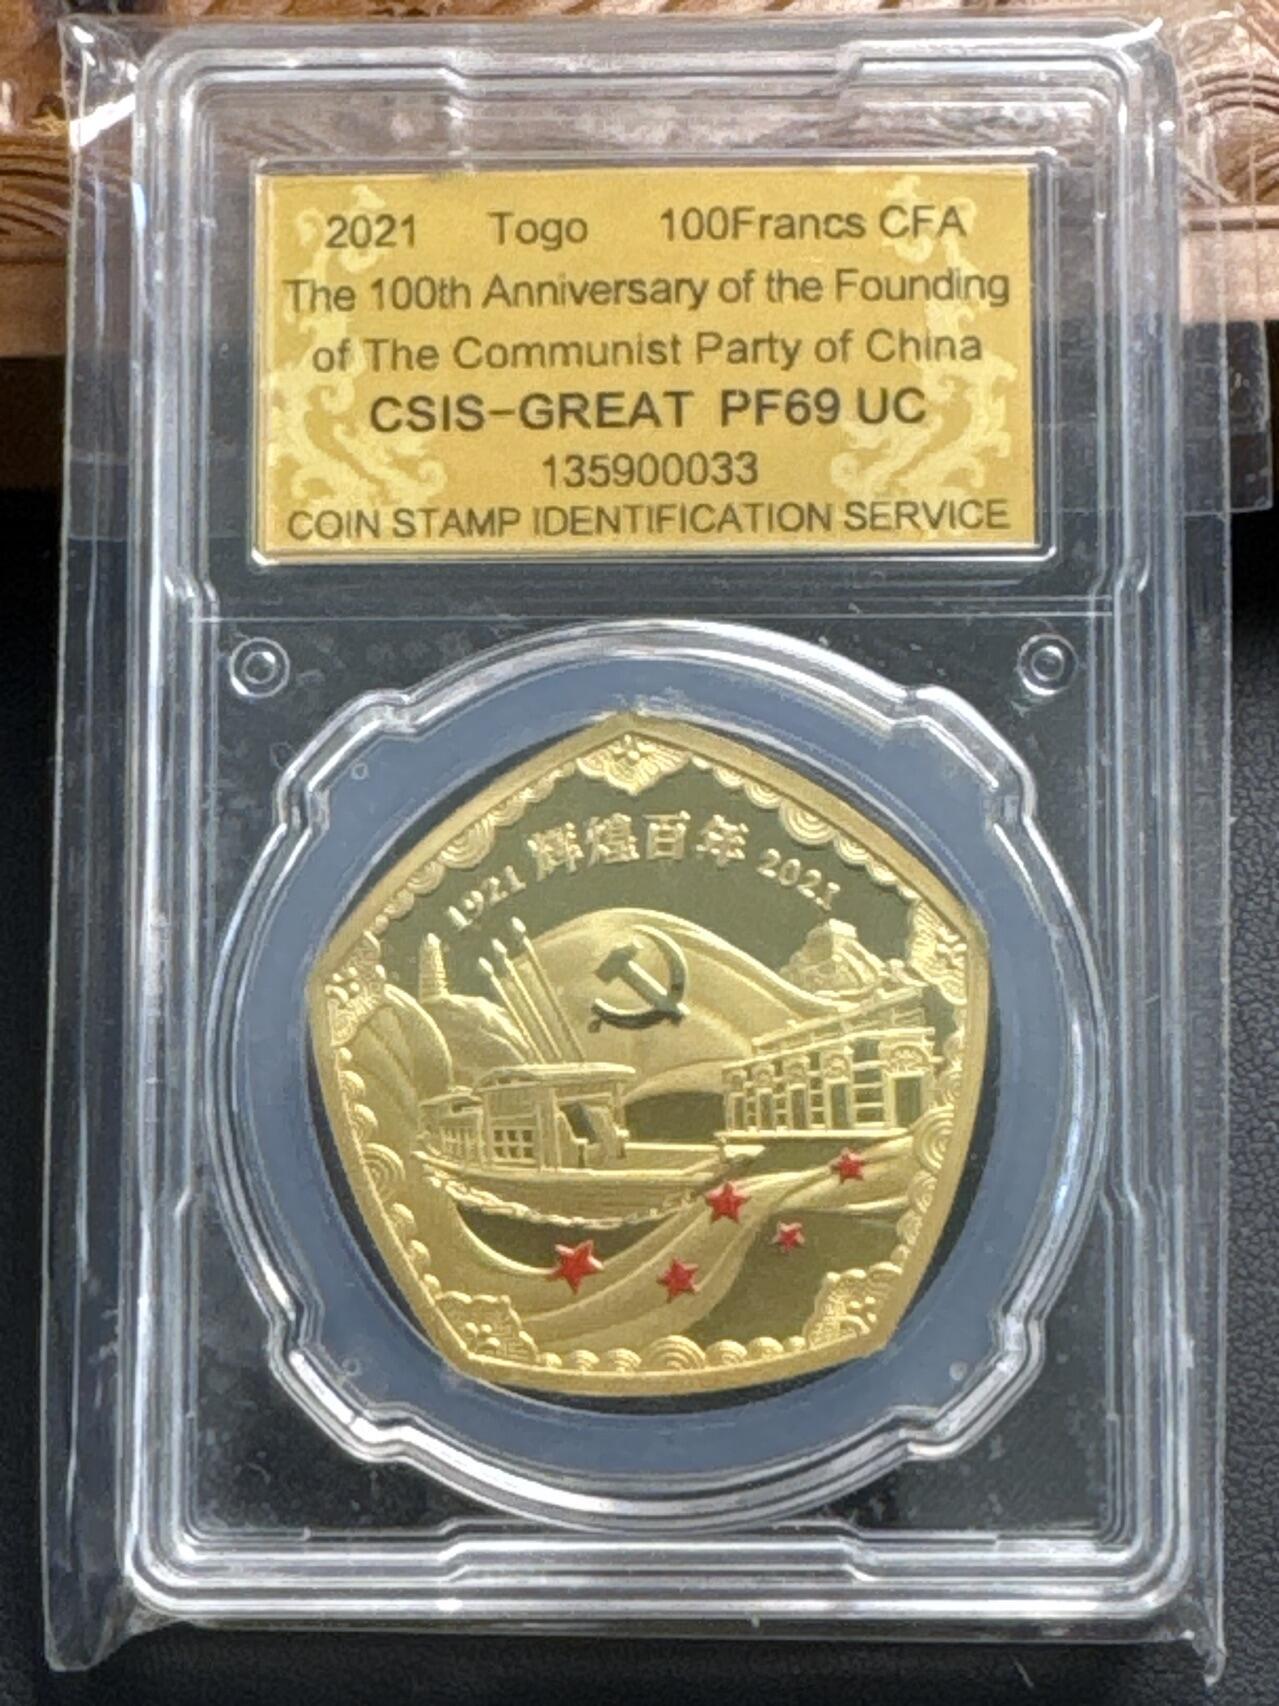 2021 Togo 100Francs CFA
The 100th Anniversary of the Founding
of The Communist Party of China
CSIS-GREAT PF69 UC
135900033
COIN STAMP IDENTIFICATION SERVICE
1921 辉煌百年 2021